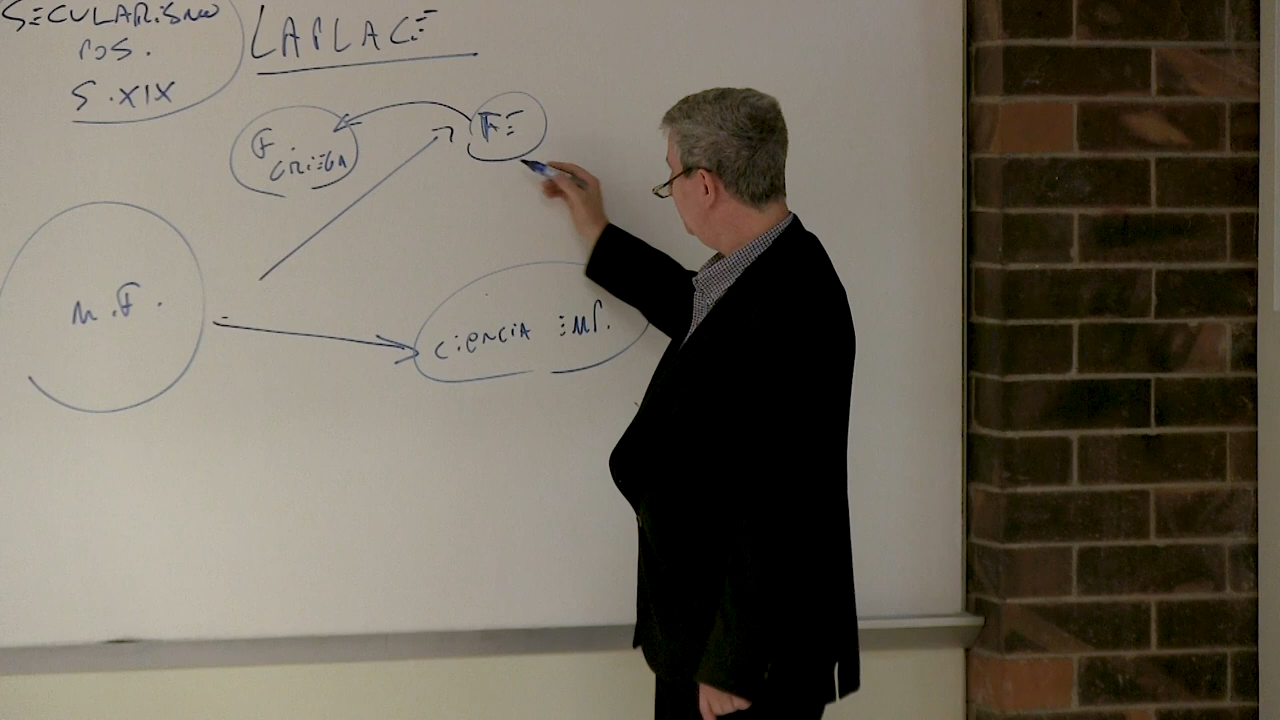 SECULARISMO
POS.
S. XIX
LAPLACE
F
GRIEGA
FE
M.F.
CIENCIA EMP.